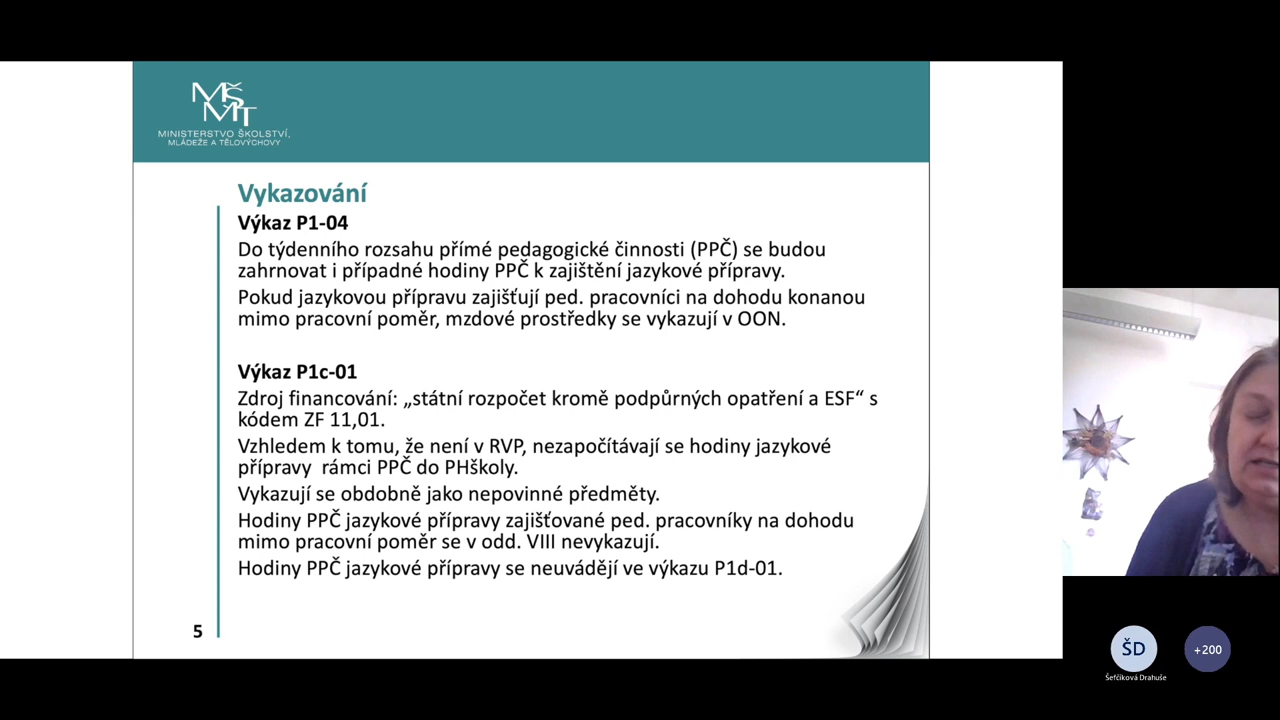 MŠMT
MINISTERSTVO ŠKOLSTVÍ,
MLÁDEŽE A TĚLOVÝCHOVY
Vykazování
Výkaz P1-04
Do týdenního rozsahu přímé pedagogické činnosti (PPČ) se budou
zahrnovat i případné hodiny PPČ k zajištění jazykové přípravy.
Pokud jazykovou přípravu zajišťují ped. pracovníci na dohodu konanou
mimo pracovní poměr, mzdové prostředky se vykazují v OON.
Výkaz P1c-01
Zdroj financování: „státní rozpočet kromě podpůrných opatření a ESF“ s
kódem ZF 11,01.
Vzhledem k tomu, že není v RVP, nezapočítávají se hodiny jazykové
přípravy  rámci PPČ do PHškoly.
Vykazují se obdobně jako nepovinné předměty.
Hodiny PPČ jazykové přípravy zajišťované ped. pracovníky na dohodu
mimo pracovní poměr se v odd. VIII nevykazují.
Hodiny PPČ jazykové přípravy se neuvádějí ve výkazu P1d-01.
5
ŠD
+200
Šefčíková Drahuše